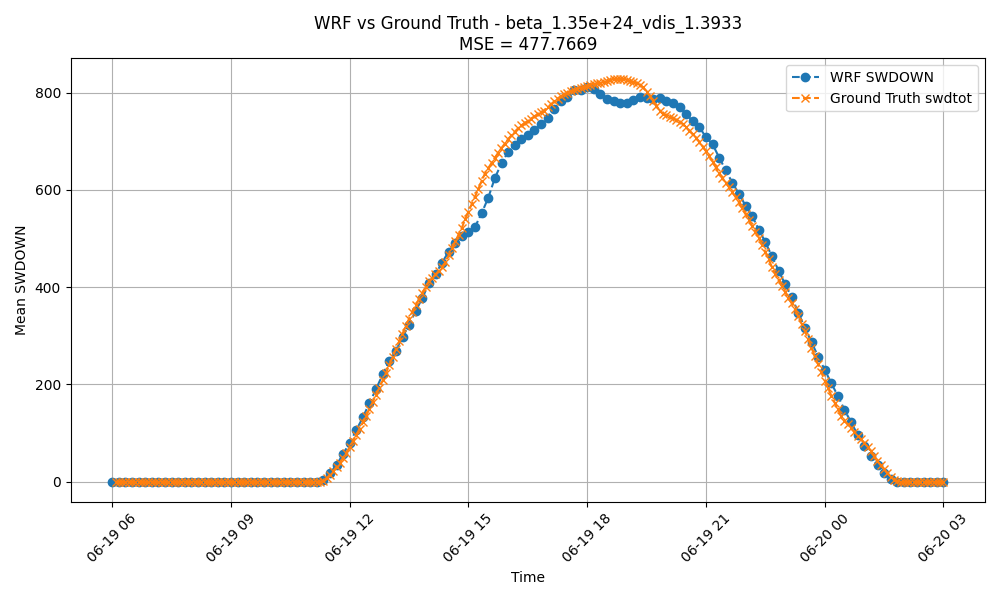 WRF vs Ground Truth - beta_1.35e+24_vdis_1.3933
MSE = 477.7669
WRF SWDOWN
Ground Truth swdtot
Mean SWDOWN
800
600
400
200
0
06-19 06
06-19 09
06-19 12
06-19 15
06-19 18
06-19 21
06-20 00
06-20 03
Time